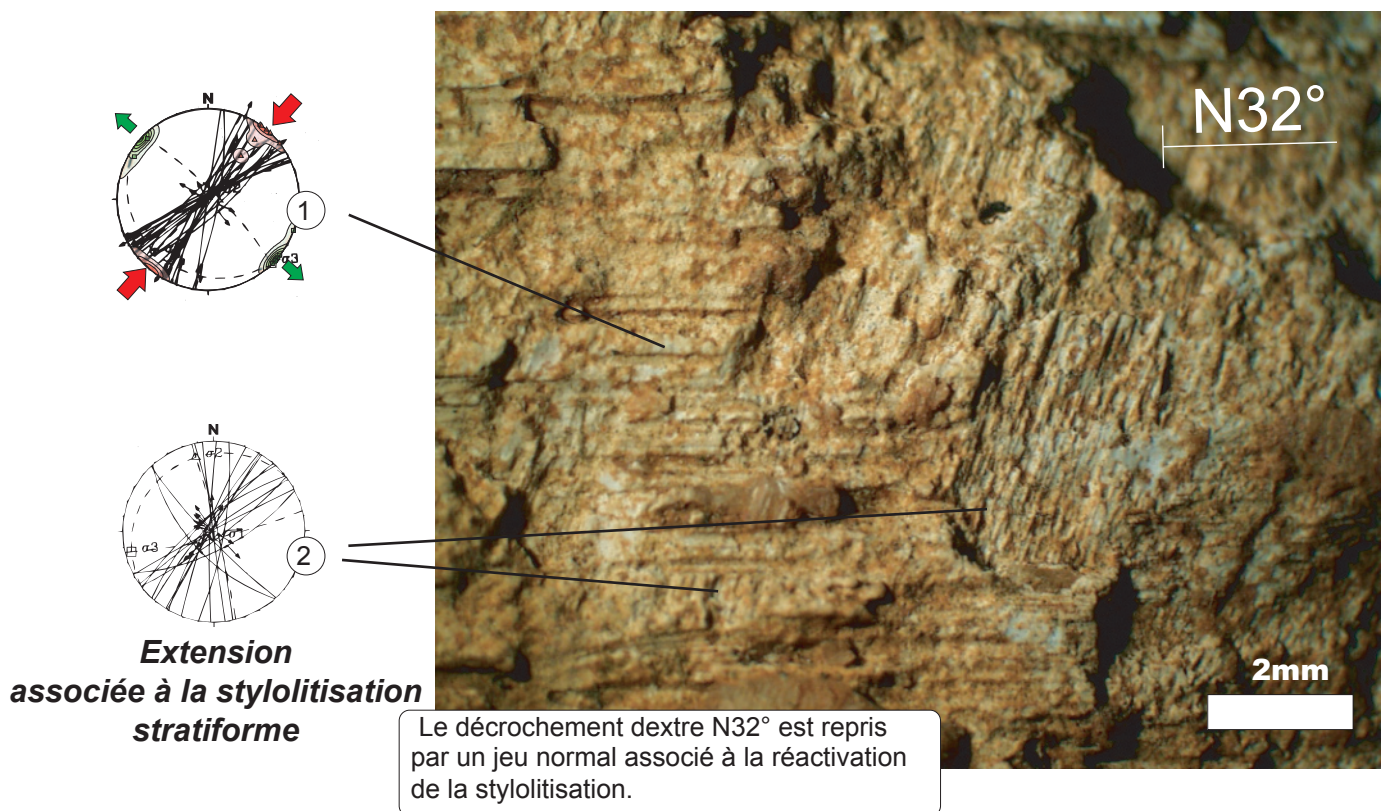 N
N32°
σ3
1
N
σ2
σ1
σ3
2
Extension
associée à la stylolitisation
stratiforme
2mm
Le décrochement dextre N32° est repris
par un jeu normal associé à la réactivation
de la stylolitisation.